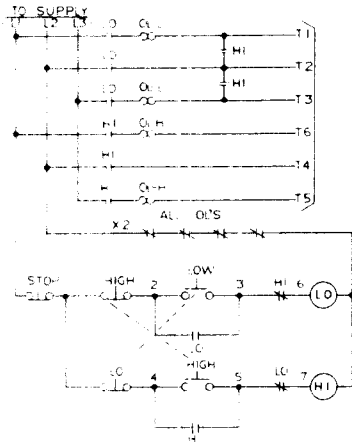 TO SUPPLY
L1 L2 L3 LO OL-L T1
HI
LO T2
HI
LO OL-L T3
HI OL-H T6
HI T4
H OL-H T5
ALL OL'S
X2
LOW
STOP HIGH 2 3 HI 6 LO
LO
HIGH
LO 4 5 LO 7 HI
H